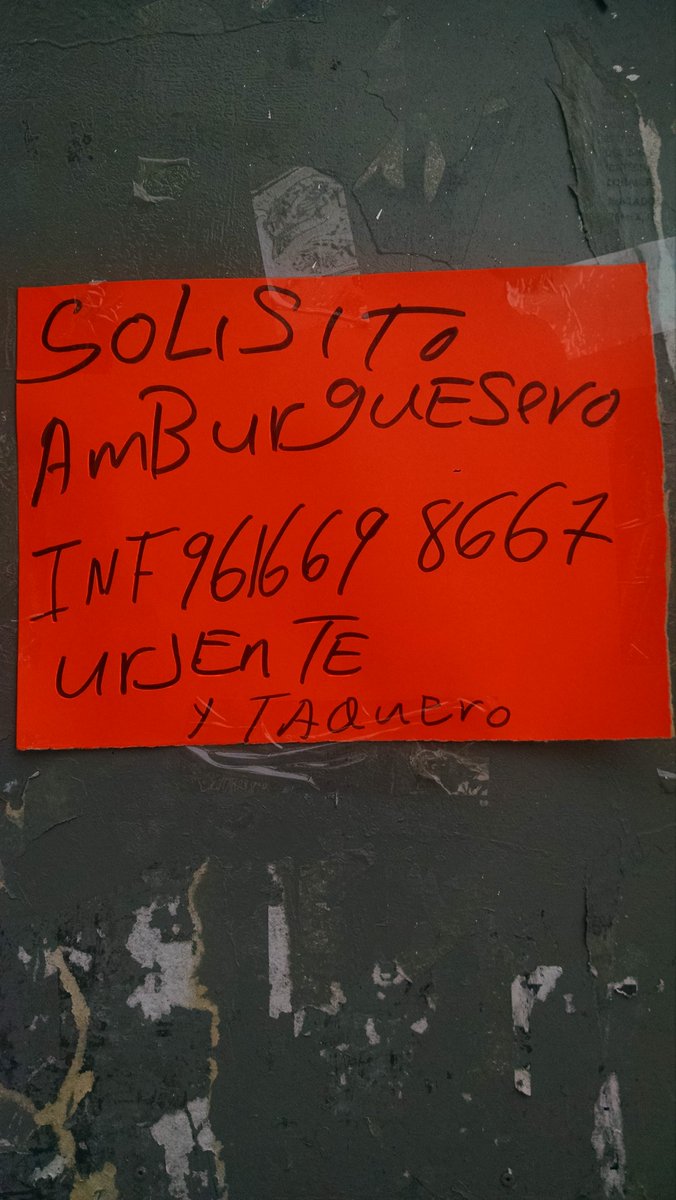 SOLISITO
AmBurguESero
INF 961669 8667
urJEnTE
y TAQuEro